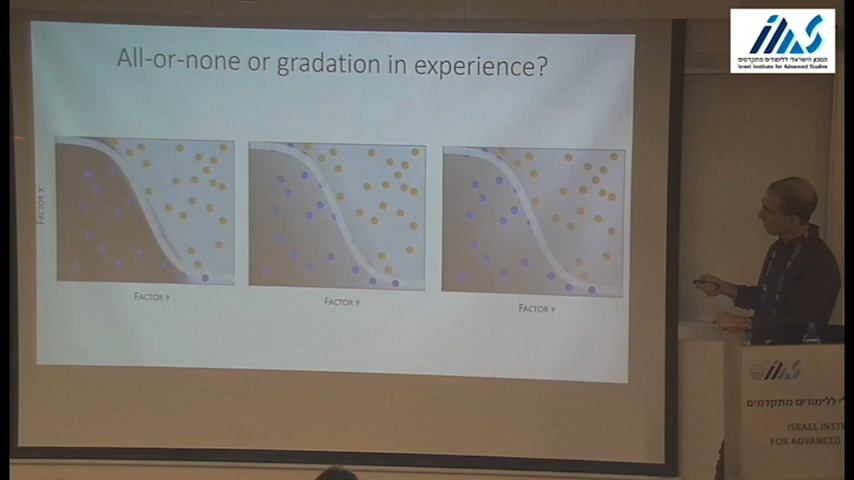 All-or-none or gradation in experience?
FACTOR X
FACTOR Y
FACTOR Y
FACTOR Y
המכון הישראלי ללימודים מתקדמים
Israel Institute for Advanced Studies
ללימודים מתקדמים
ISRAEL INSTI
FOR ADVANCED